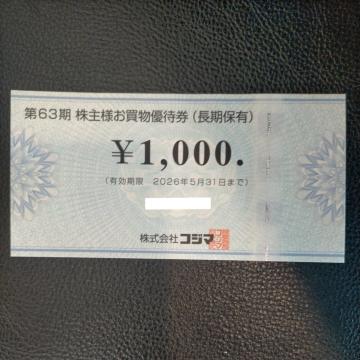 第63期 株主様お買物優待券（長期保有）
¥1,000.
（有効期限　2026年5月31日まで）
株式会社コジマ